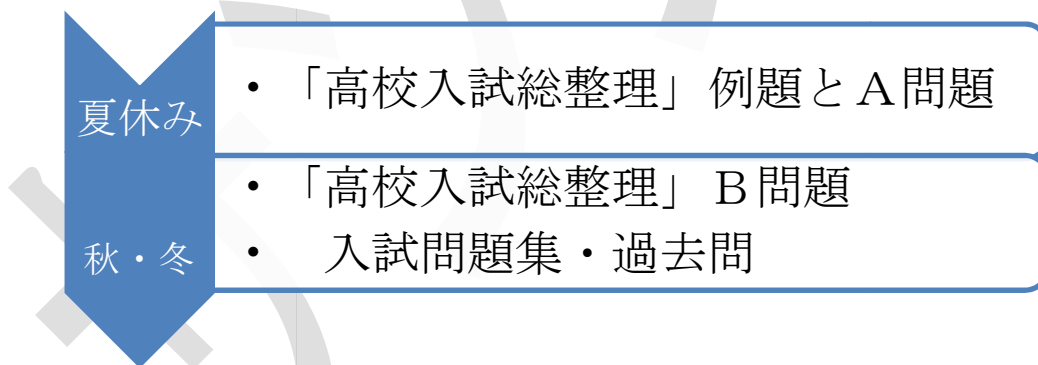 夏休み
・「高校入試総整理」例題とA問題
秋・冬
・「高校入試総整理」B問題
・ 入試問題集・過去問